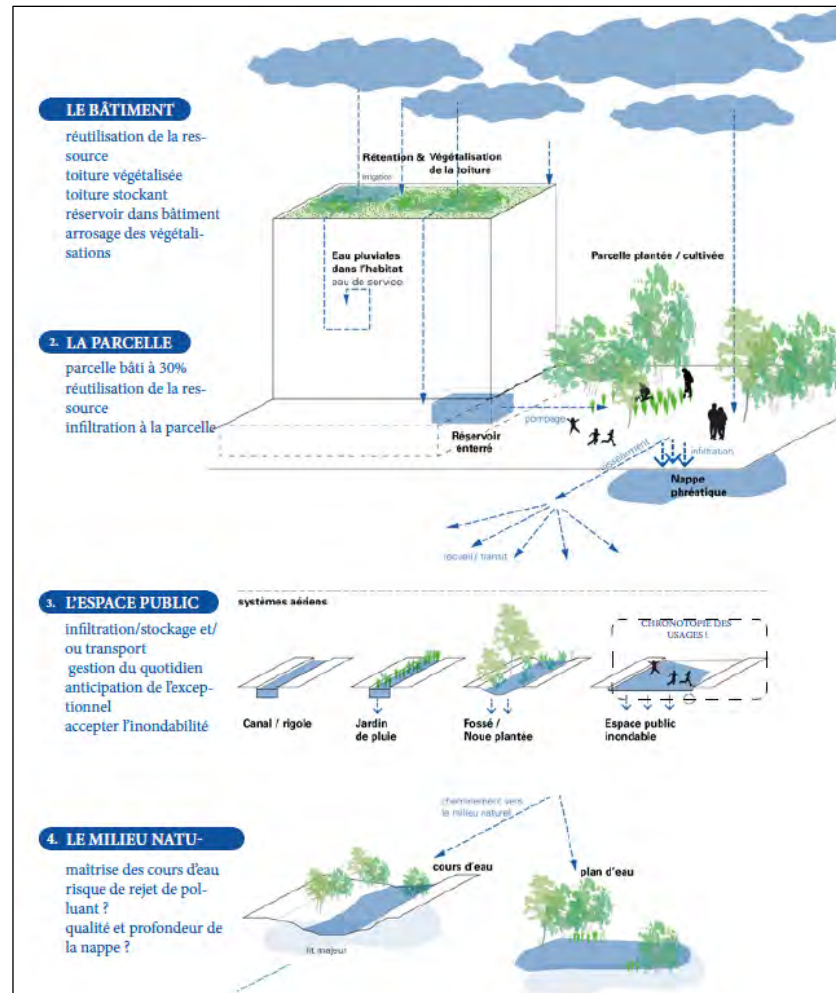 LE BÂTIMENT
réutilisation de la res-
source
toiture végétalisée
toiture stockant
réservoir dans bâtiment
arrosage des végétali-
sations
Rétention & Végétalisation
de la toiture
irrigation
Eau pluviales
dans l'habitat
eau de service
Parcelle plantée / cultivée
2. LA PARCELLE
parcelle bâti à 30%
réutilisation de la res-
source
infiltration à la parcelle
Réservoir
enterré
pompage
ruissellement
infiltration
Nappe
phréatique
recueil / transit
3. L'ESPACE PUBLIC
infiltration/stockage et/
ou transport
gestion du quotidien
anticipation de l'excep-
tionnel
accepter l'inondabilité
systèmes aériens
CHRONOTOPIE DES
USAGES !
Canal / rigole
Jardin
de pluie
Fossé /
Noue plantée
Espace public
inondable
4. LE MILIEU NATU-
maîtrise des cours d'eau
risque de rejet de pol-
luant ?
qualité et profondeur de
la nappe ?
cheminement vers
le milieu naturel
cours d'eau
plan d'eau
lit majeur